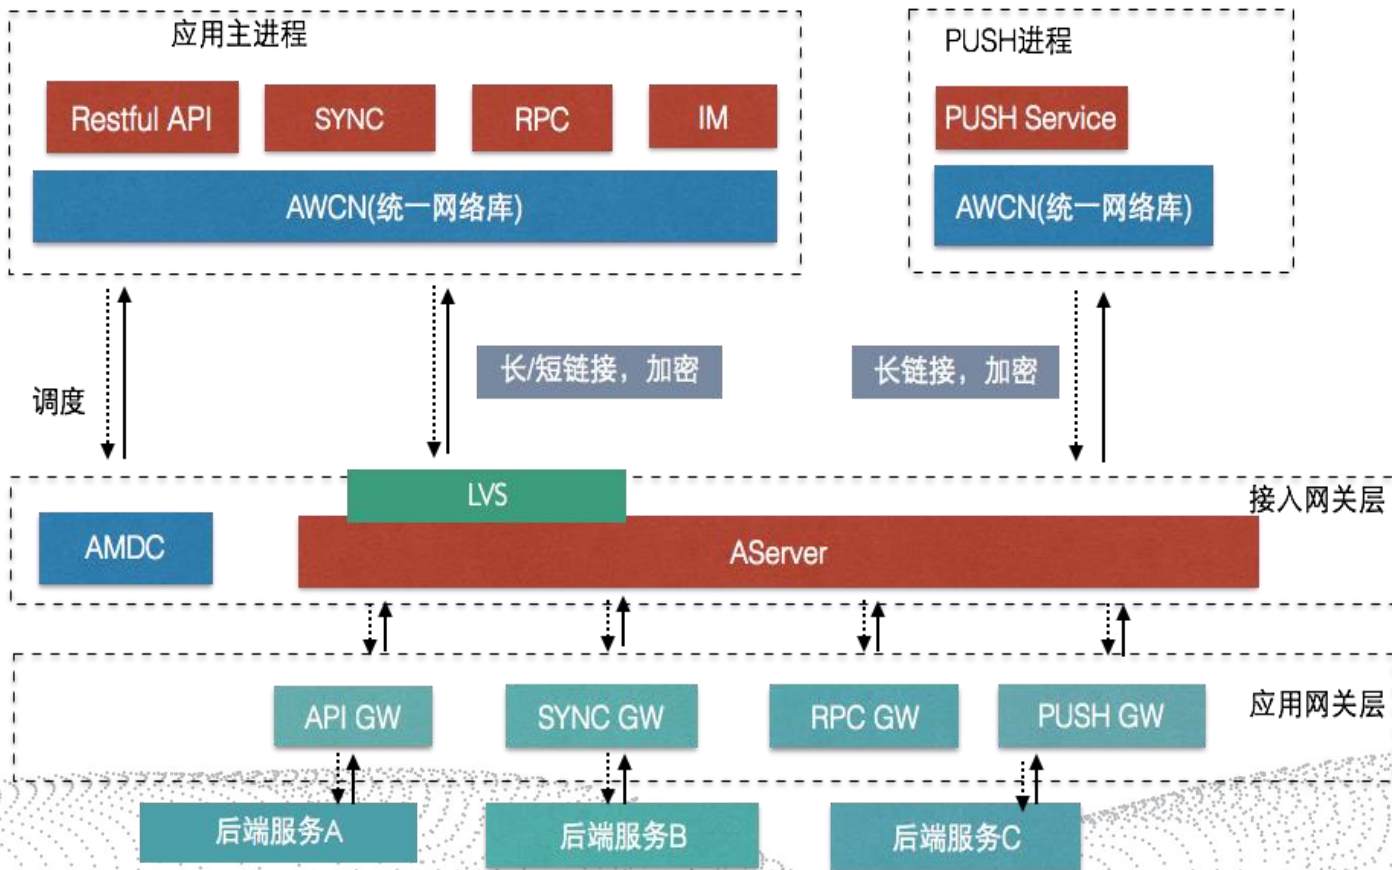 应用主进程
PUSH进程
Restful API
SYNC
RPC
IM
PUSH Service
AWCN(统一网络库)
AWCN(统一网络库)
长/短链接，加密
长链接，加密
调度
LVS
接入网关层
AMDC
AServer
API GW
SYNC GW
RPC GW
PUSH GW
应用网关层
后端服务A
后端服务B
后端服务C